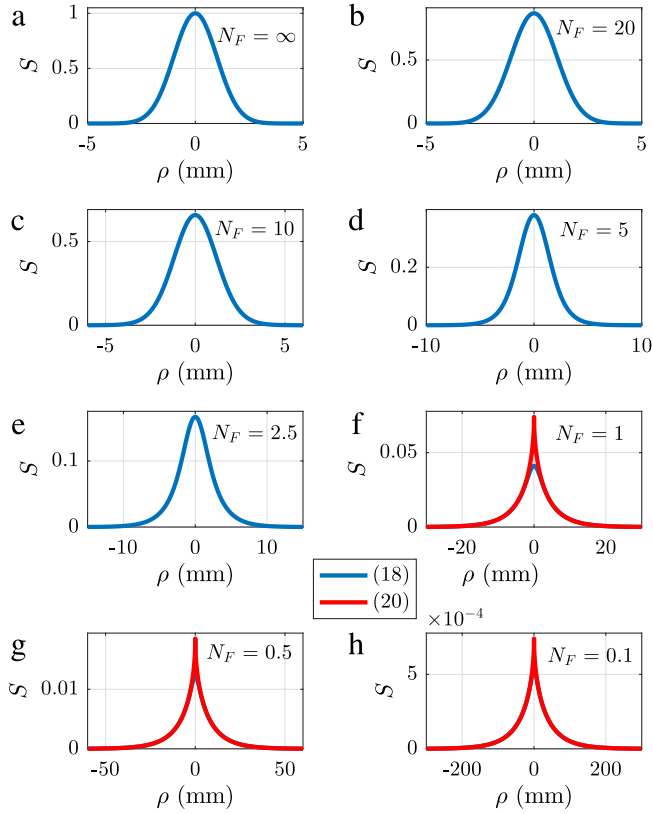 a
N_F = ∞
S
1
0.5
0
-5 0 5
ρ (mm)
b
N_F = 20
S
0.5
0
-5 0 5
ρ (mm)
c
N_F = 10
S
0.5
0
-5 0 5
ρ (mm)
d
N_F = 5
S
0.2
0
-10 0 10
ρ (mm)
e
N_F = 2.5
S
0.1
0
-10 0 10
ρ (mm)
f
N_F = 1
S
0.05
0
-20 0 20
ρ (mm)
(18)
(20)
g
N_F = 0.5
S
0.01
0
-50 0 50
ρ (mm)
h
×10⁻⁴
N_F = 0.1
S
5
0
-200 0 200
ρ (mm)